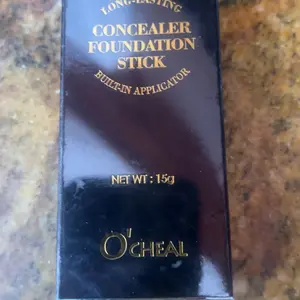 LONG-LASTING
CONCEALER
FOUNDATION
STICK
BUILT-IN APPLICATOR
NET WT : 15g
O'CHEAL